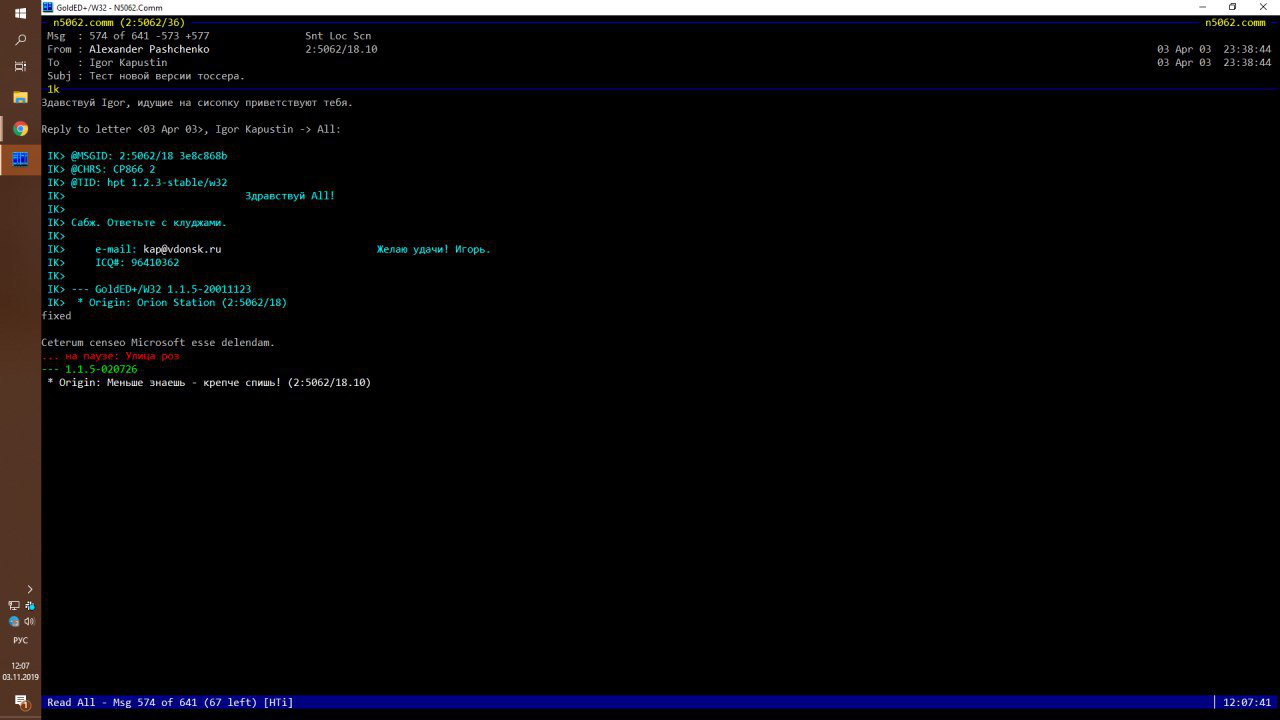 GoldED+/W32 - N5062.Comm
n5062.comm (2:5062/36) n5062.comm
Msg : 574 of 641 -573 +577 Snt Loc Scn
From : Alexander Pashchenko 2:5062/18.10 03 Apr 03 23:38:44
To : Igor Kapustin 03 Apr 03 23:38:44
Subj : Тест новой версии тоссера.
1k
Здавствуй Igor, идущие на сисопку приветствуют тебя.
Reply to letter <03 Apr 03>, Igor Kapustin -> All:
IK> @MSGID: 2:5062/18 3e8c868b
IK> @CHRS: CP866 2
IK> @TID: hpt 1.2.3-stable/w32
IK> Здравствуй All!
IK>
IK> Сабж. Ответьте с клуджами.
IK>
IK> e-mail: kap@vdonsk.ru Желаю удачи! Игорь.
IK> ICQ#: 96410362
IK>
IK> --- GoldED+/W32 1.1.5-20011123
IK> * Origin: Orion Station (2:5062/18)
fixed
Ceterum censeo Microsoft esse delendam.
... на паузе: Улица роз
--- 1.1.5-020726
* Origin: Меньше знаешь - крепче спишь! (2:5062/18.10)
РУС
12:07
03.11.2019
1
Read All - Msg 574 of 641 (67 left) [HTi] 12:07:41